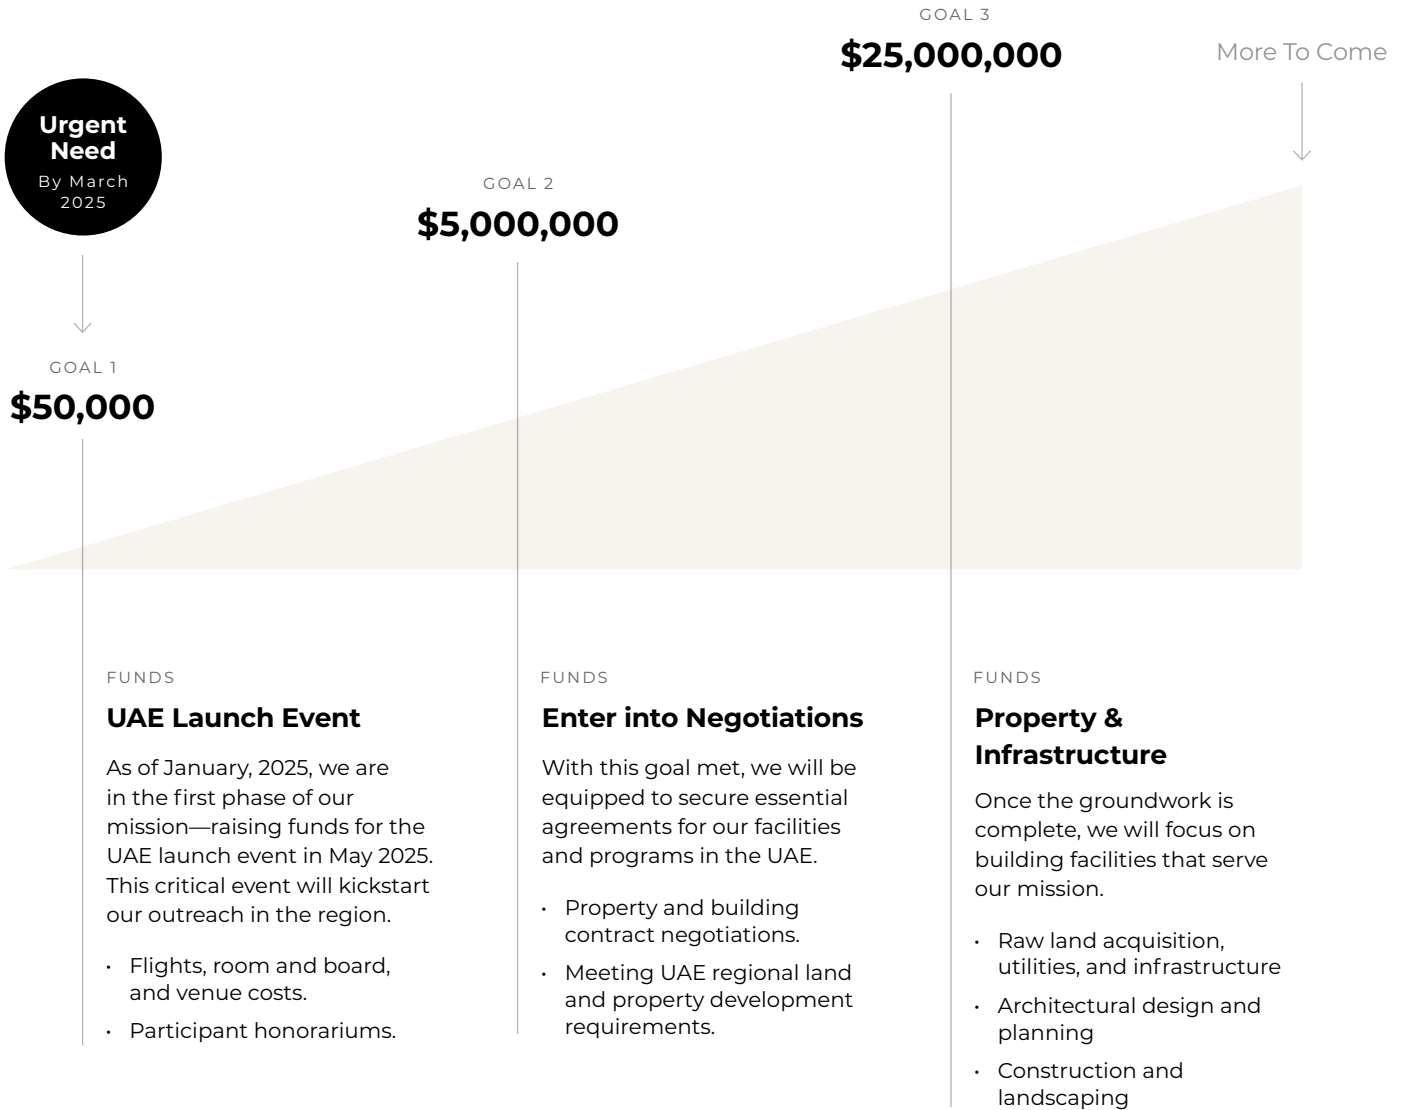 GOAL 3
$25,000,000
More To Come
Urgent
Need
By March
2025
GOAL 2
$5,000,000
GOAL 1
$50,000
FUNDS
UAE Launch Event
As of January, 2025, we are
in the first phase of our
mission—raising funds for the
UAE launch event in May 2025.
This critical event will kickstart
our outreach in the region.
• Flights, room and board,
and venue costs.
• Participant honorariums.
FUNDS
Enter into Negotiations
With this goal met, we will be
equipped to secure essential
agreements for our facilities
and programs in the UAE.
• Property and building
contract negotiations.
• Meeting UAE regional land
and property development
requirements.
FUNDS
Property &
Infrastructure
Once the groundwork is
complete, we will focus on
building facilities that serve
our mission.
• Raw land acquisition,
utilities, and infrastructure
• Architectural design and
planning
• Construction and
landscaping